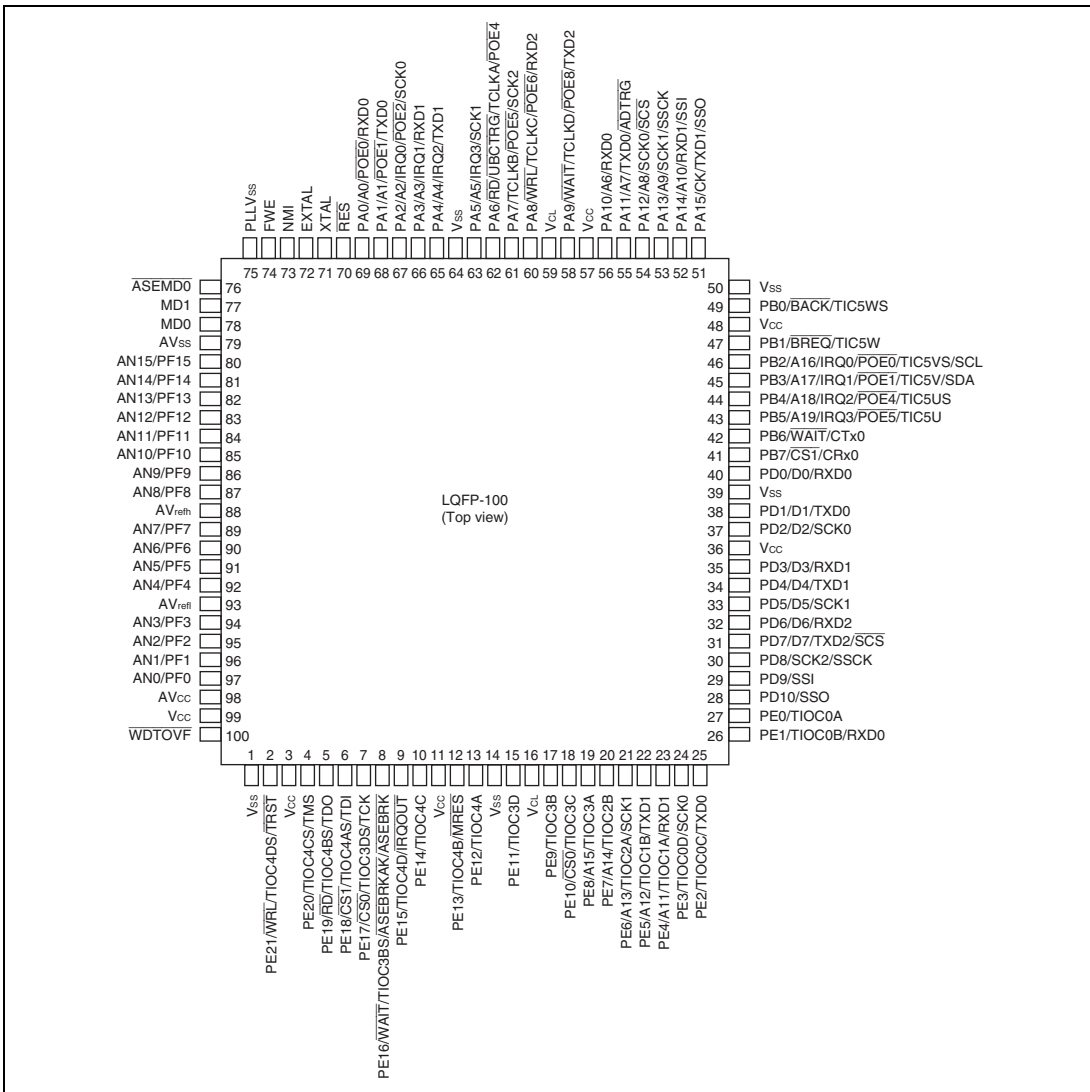 PLLVss
FWE
NMI
EXTAL
XTAL
RES
PA0/A0/POE0/RXD0
PA1/A1/POE1/TXD0
PA2/A2/IRQ0/POE2/SCK0
PA3/A3/IRQ1/RXD1
PA4/A4/IRQ2/TXD1
Vss
PA5/A5/IRQ3/SCK1
PA6/RD/UBCTRG/TCLKA/POE4
PA7/TCLKB/POE5/SCK2
PA8/WRL/TCLKC/POE6/RXD2
VCL
PA9/WAIT/TCLKD/POE8/TXD2
Vcc
PA10/A6/RXD0
PA11/A7/TXD0/ADTRG
PA12/A8/SCK0/SCS
PA13/A9/SCK1/SSCK
PA14/A10/RXD1/SSI
PA15/CK/TXD1/SSO
75 74 73 72 71 70 69 68 67 66 65 64 63 62 61 60 59 58 57 56 55 54 53 52 51
ASEMD0 76
MD1 77
MD0 78
AVss 79
AN15/PF15 80
AN14/PF14 81
AN13/PF13 82
AN12/PF12 83
AN11/PF11 84
AN10/PF10 85
AN9/PF9 86
AN8/PF8 87
AVrefh 88
AN7/PF7 89
AN6/PF6 90
AN5/PF5 91
AN4/PF4 92
AVrefl 93
AN3/PF3 94
AN2/PF2 95
AN1/PF1 96
AN0/PF0 97
AVcc 98
Vcc 99
WDTOVF 100
LQFP-100
(Top view)
50 Vss
49 PB0/BACK/TIC5WS
48 Vcc
47 PB1/BREQ/TIC5W
46 PB2/A16/IRQ0/POE0/TIC5VS/SCL
45 PB3/A17/IRQ1/POE1/TIC5V/SDA
44 PB4/A18/IRQ2/POE4/TIC5US
43 PB5/A19/IRQ3/POE5/TIC5U
42 PB6/WAIT/CTx0
41 PB7/CS1/CRx0
40 PD0/D0/RXD0
39 Vss
38 PD1/D1/TXD0
37 PD2/D2/SCK0
36 Vcc
35 PD3/D3/RXD1
34 PD4/D4/TXD1
33 PD5/D5/SCK1
32 PD6/D6/RXD2
31 PD7/D7/TXD2/SCS
30 PD8/SCK2/SSCK
29 PD9/SSI
28 PD10/SSO
27 PE0/TIOC0A
26 PE1/TIOC0B/RXD0
1 2 3 4 5 6 7 8 9 10 11 12 13 14 15 16 17 18 19 20 21 22 23 24 25
Vss
PE21/WRL/TIOC4DS/TRST
Vcc
PE20/TIOC4CS/TMS
PE19/RD/TIOC4BS/TDO
PE18/CS1/TIOC4AS/TDI
PE17/CS0/TIOC3DS/TCK
PE16/WAIT/TIOC3BS/ASEBRKAK/ASEBRK
PE15/TIOC4D/IRQOUT
PE14/TIOC4C
Vcc
PE13/TIOC4B/MRES
PE12/TIOC4A
Vss
PE11/TIOC3D
VCL
PE9/TIOC3B
PE10/CS0/TIOC3C
PE8/A15/TIOC3A
PE7/A14/TIOC2B
PE6/A13/TIOC2A/SCK1
PE5/A12/TIOC1B/TXD1
PE4/A11/TIOC1A/RXD1
PE3/TIOC0D/SCK0
PE2/TIOC0C/TXD0